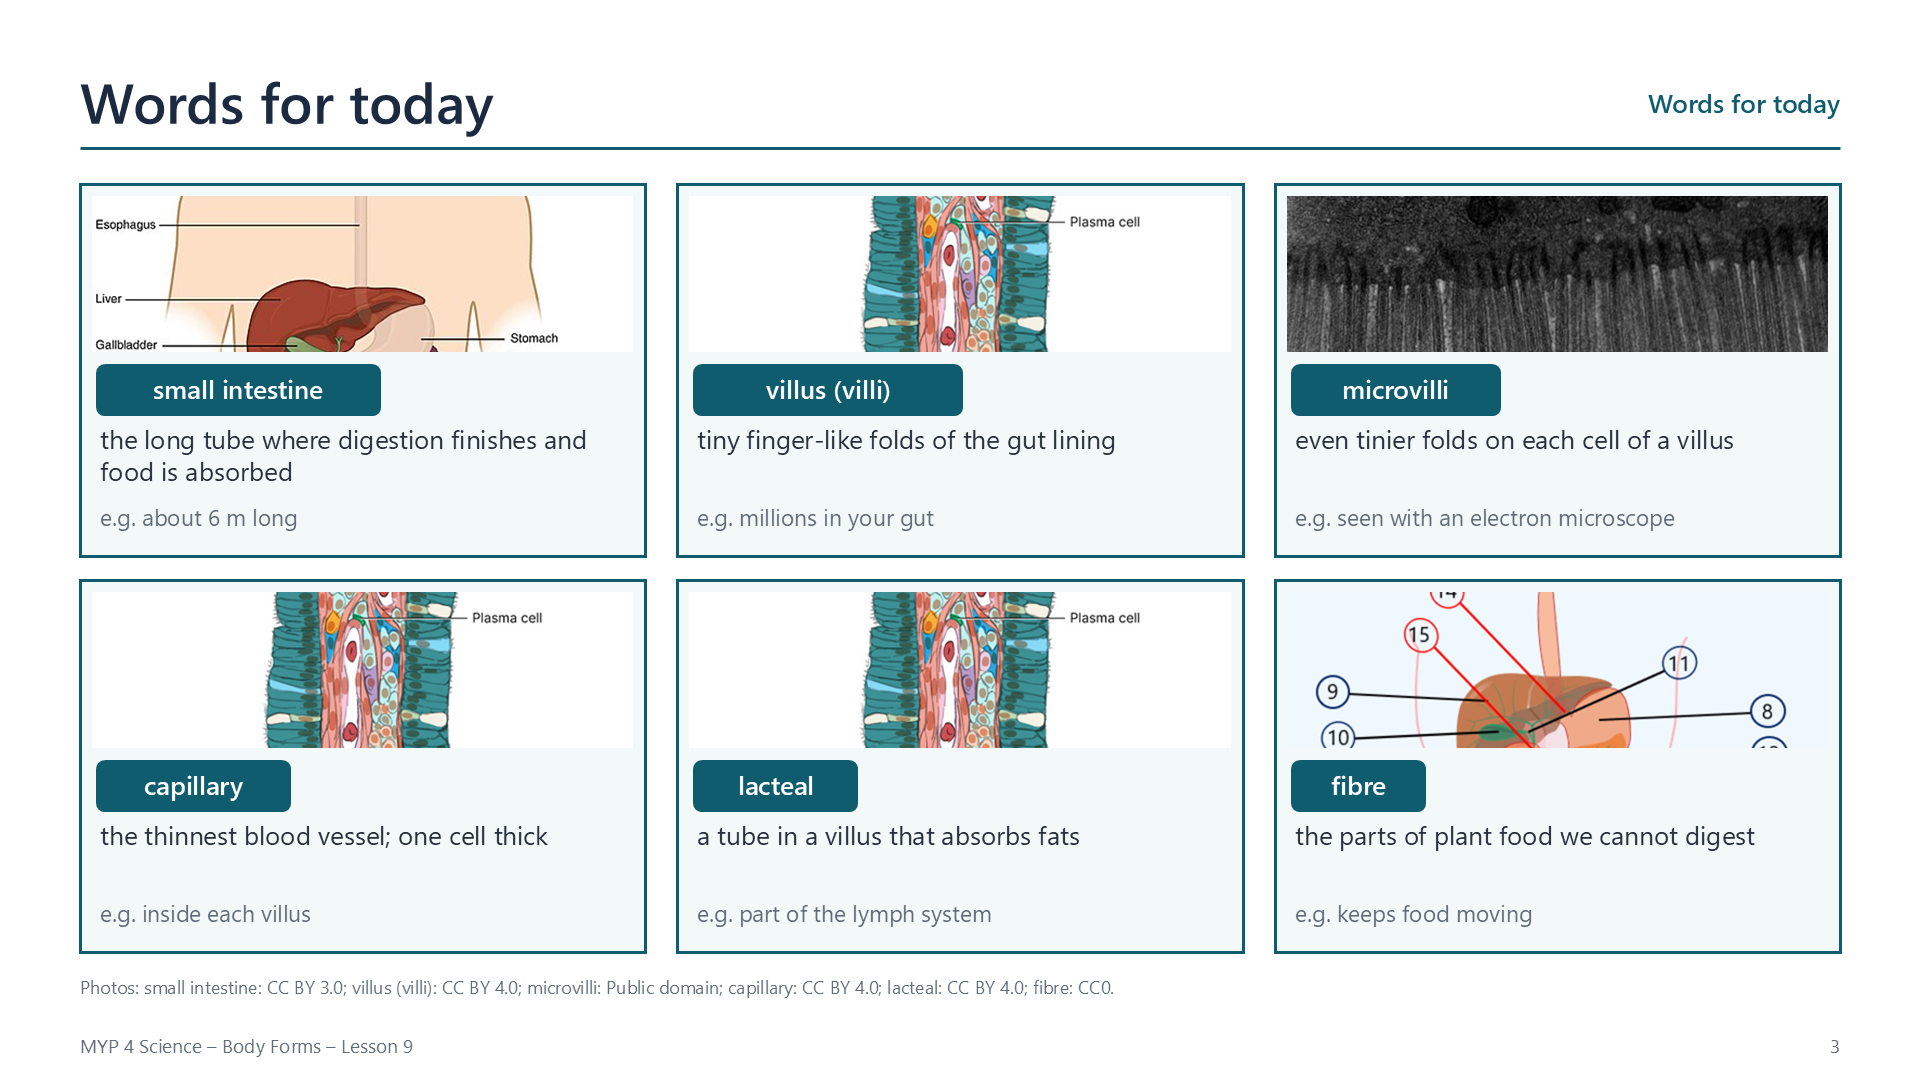 Words for today
Words for today
Esophagus
Liver
Gallbladder
Stomach
small intestine
the long tube where digestion finishes and
food is absorbed
e.g. about 6 m long
Plasma cell
villus (villi)
tiny finger-like folds of the gut lining
e.g. millions in your gut
microvilli
even tinier folds on each cell of a villus
e.g. seen with an electron microscope
Plasma cell
capillary
the thinnest blood vessel; one cell thick
e.g. inside each villus
Plasma cell
lacteal
a tube in a villus that absorbs fats
e.g. part of the lymph system
14
15
11
9
8
10
fibre
the parts of plant food we cannot digest
e.g. keeps food moving
Photos: small intestine: CC BY 3.0; villus (villi): CC BY 4.0; microvilli: Public domain; capillary: CC BY 4.0; lacteal: CC BY 4.0; fibre: CC0.
MYP 4 Science – Body Forms – Lesson 9
3